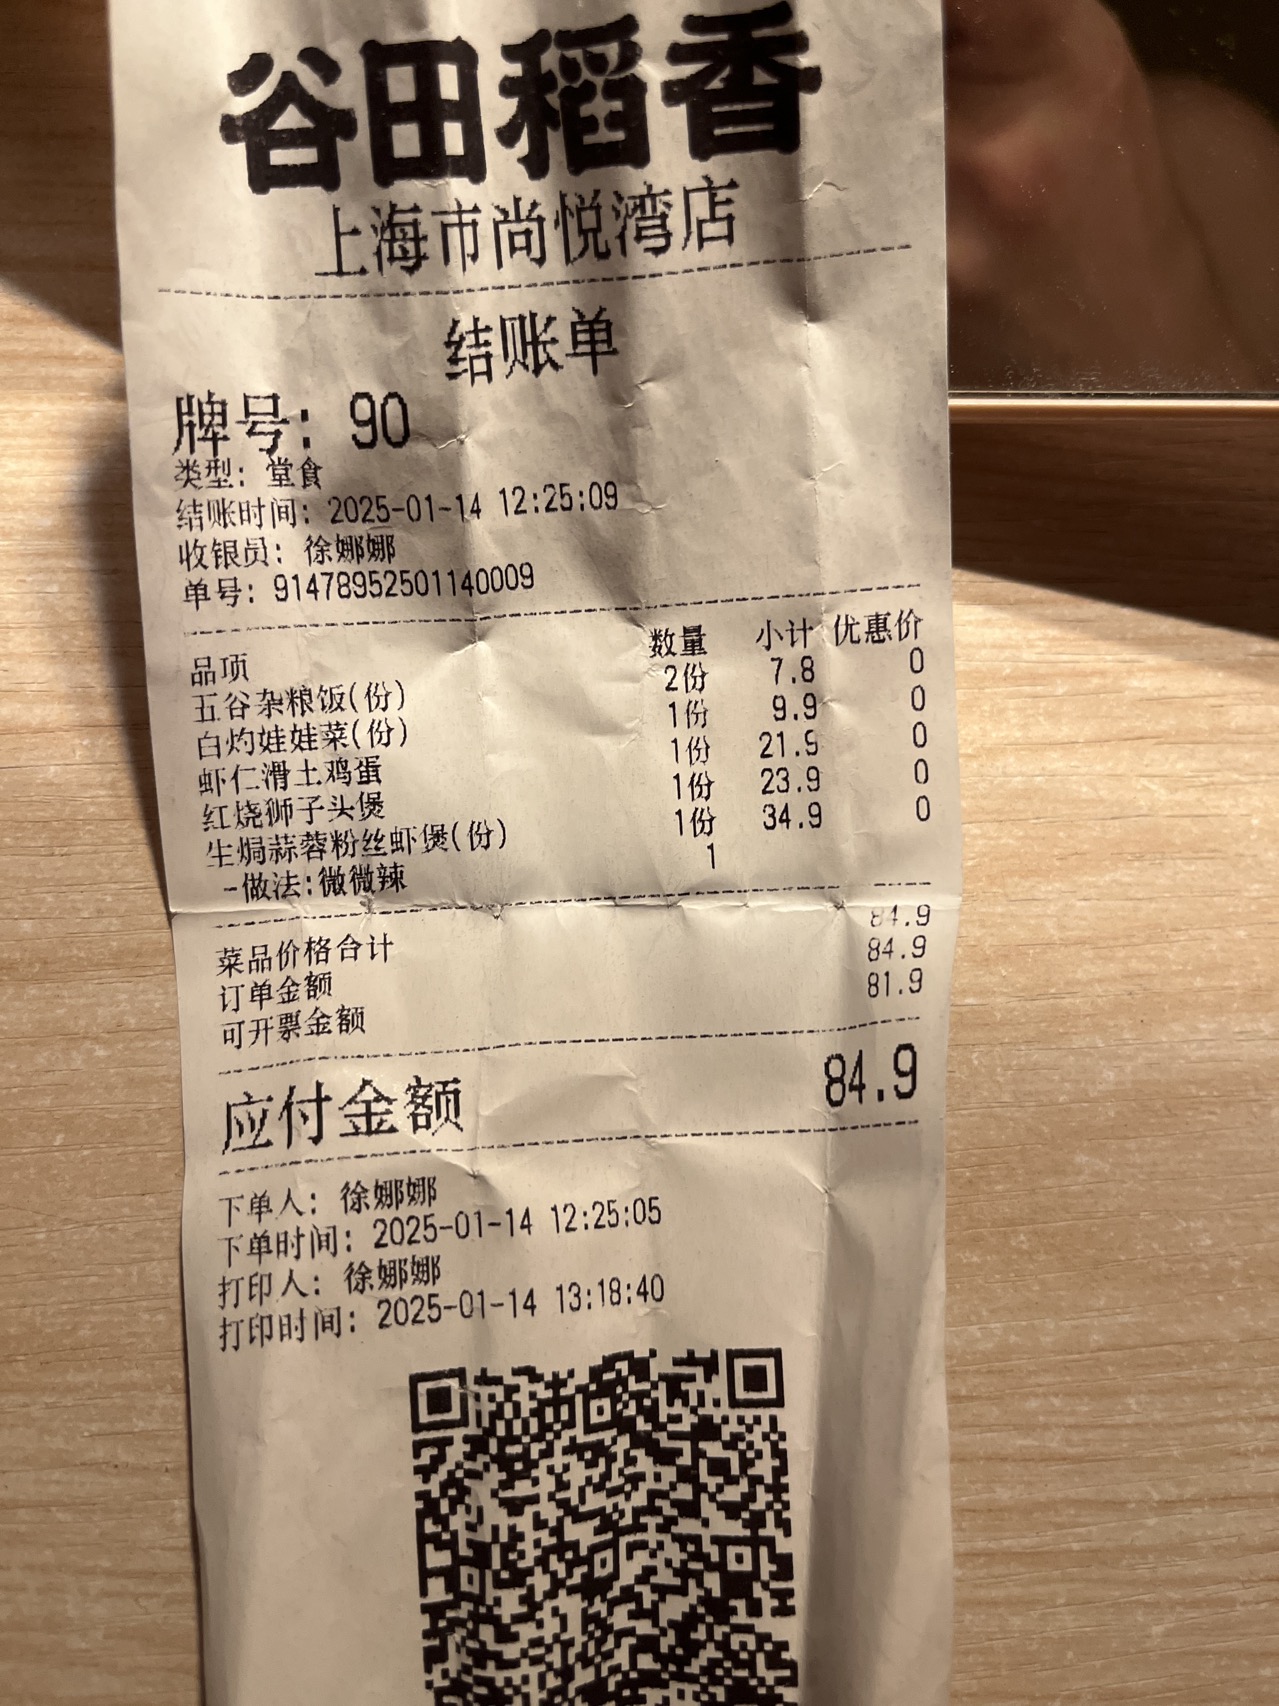 谷田稻香
上海市尚悦湾店
结账单
牌号: 90
类型: 堂食
结账时间: 2025-01-14 12:25:09
收银员: 徐娜娜
单号: 91478952501140009
品项 数量 小计 优惠价
五谷杂粮饭(份) 2份 7.8 0
白灼娃娃菜(份) 1份 9.9 0
虾仁滑土鸡蛋 1份 21.9 0
红烧狮子头煲 1份 23.9 0
生焗蒜蓉粉丝虾煲(份) 1份 34.9 0
-做法:微微辣 1
菜品价格合计 84.9
订单金额 84.9
可开票金额 81.9
应付金额 84.9
下单人: 徐娜娜
下单时间: 2025-01-14 12:25:05
打印人: 徐娜娜
打印时间: 2025-01-14 13:18:40